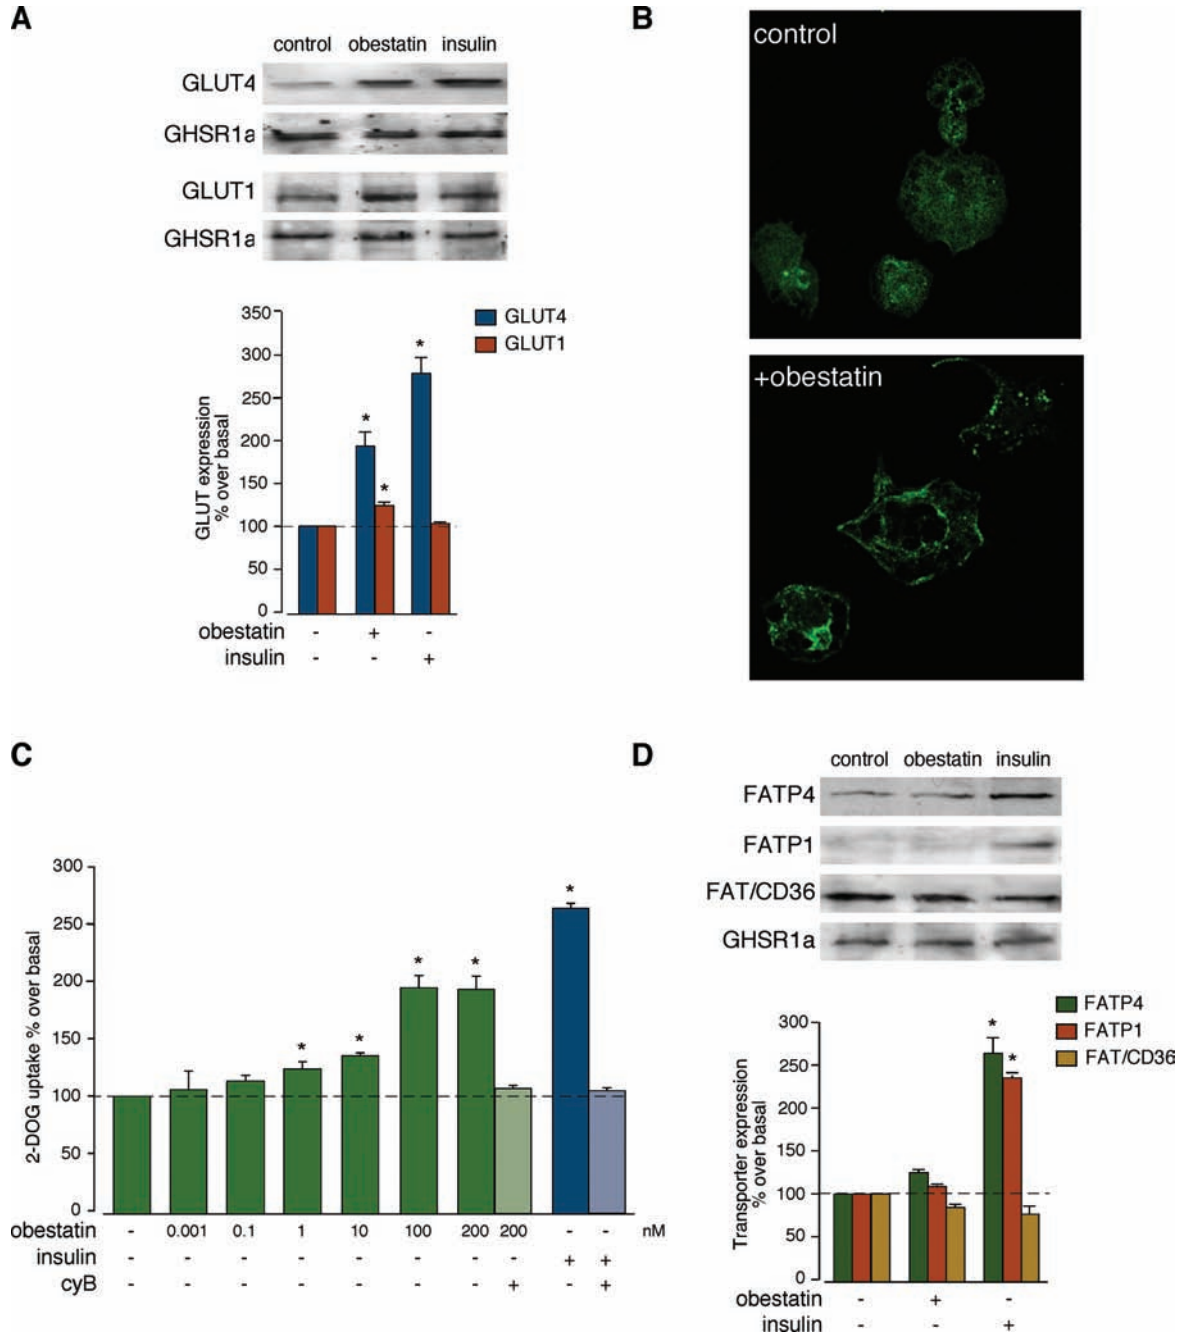 A
control obestatin insulin
GLUT4
GHSR1a
GLUT1
GHSR1a
350
300
250
200
150
100
50
0
GLUT expression
% over basal
GLUT4
GLUT1
* * *
obestatin - + -
insulin - - +
B
control
+obestatin
C
300
250
200
150
100
50
0
2-DOG uptake % over basal
* * * * *
obestatin - 0.001 0.1 1 10 100 200 200 - - nM
insulin - - - - - - - - + +
cyB - - - - - - - + - +
D
control obestatin insulin
FATP4
FATP1
FAT/CD36
GHSR1a
300
250
200
150
100
50
0
Transporter expression
% over basal
FATP4
FATP1
FAT/CD36
* *
obestatin - + -
insulin - - +